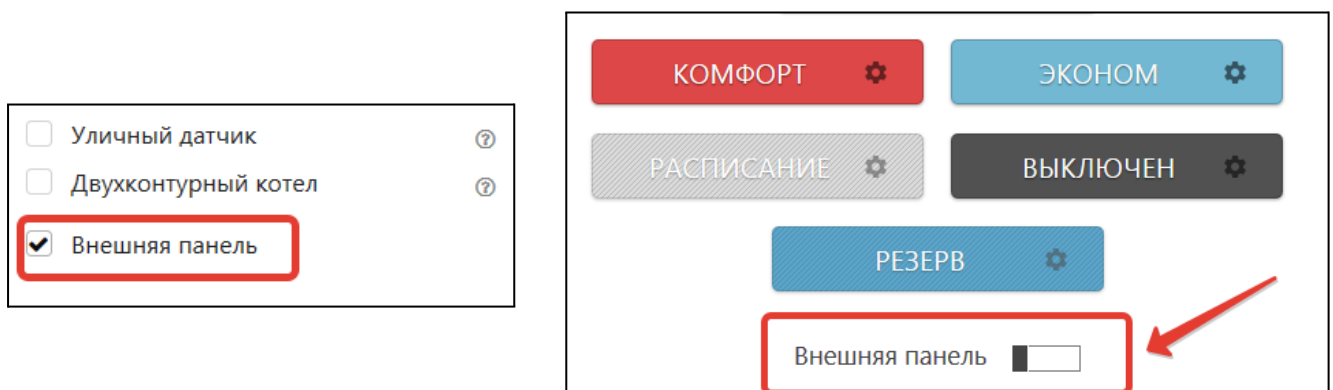 Уличный датчик
Двухконтурный котел
Внешняя панель
КОМФОРТ
ЭКОНОМ
РАСПИСАНИЕ
ВЫКЛЮЧЕН
РЕЗЕРВ
Внешняя панель